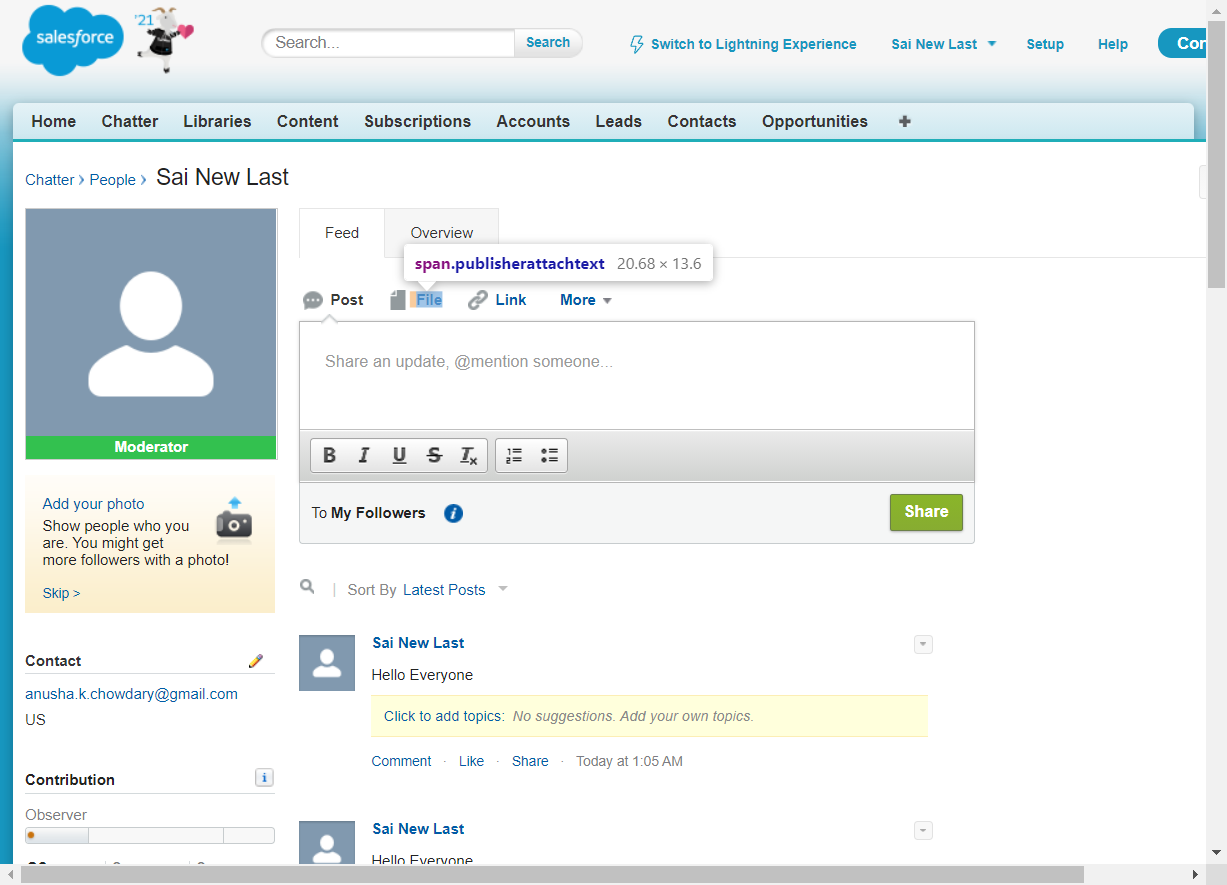 salesforce '21 Search... Search Switch to Lightning Experience Sai New Last Setup Help
Home Chatter Libraries Content Subscriptions Accounts Leads Contacts Opportunities +
Chatter › People › Sai New Last
Feed Overview
span.publisherattachtext 20.68 × 13.6
Post File Link More
Share an update, @mention someone...
B I U S Tx
Moderator
To My Followers i Share
Add your photo
Show people who you
are. You might get
more followers with a photo!
Skip >
Sort By Latest Posts
Sai New Last
Hello Everyone
Click to add topics: No suggestions. Add your own topics.
Comment · Like · Share · Today at 1:05 AM
Contact
anusha.k.chowdary@gmail.com
US
Contribution i
Observer
Sai New Last
Hello Everyone